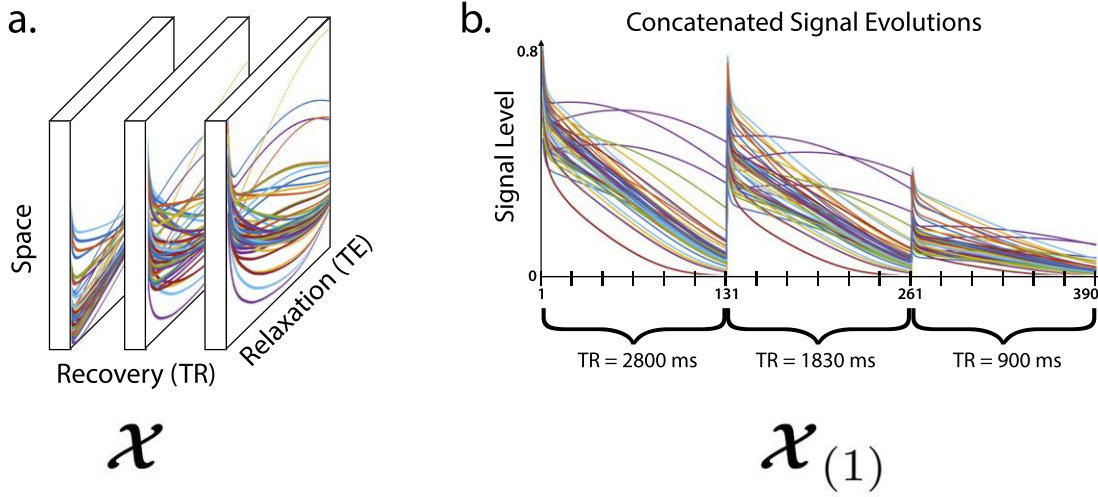 a.
Space
Recovery (TR)
Relaxation (TE)
𝓧
b.
Concatenated Signal Evolutions
Signal Level
0.8
0
1 131 261 390
TR = 2800 ms TR = 1830 ms TR = 900 ms
𝓧(1)